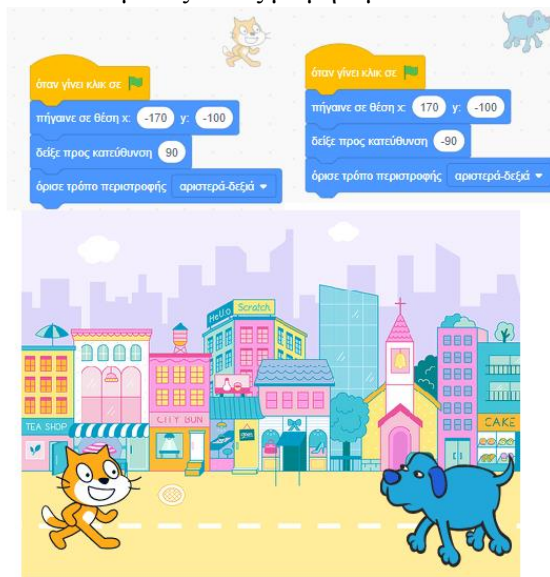 όταν γίνει κλικ σε
πήγαινε σε θέση x: -170 y: -100
δείξε προς κατεύθυνση 90
όρισε τρόπο περιστροφής αριστερά-δεξιά
όταν γίνει κλικ σε
πήγαινε σε θέση x: 170 y: -100
δείξε προς κατεύθυνση -90
όρισε τρόπο περιστροφής αριστερά-δεξιά
Hello Scratch
TEA SHOP
CITY BUN
CAKE